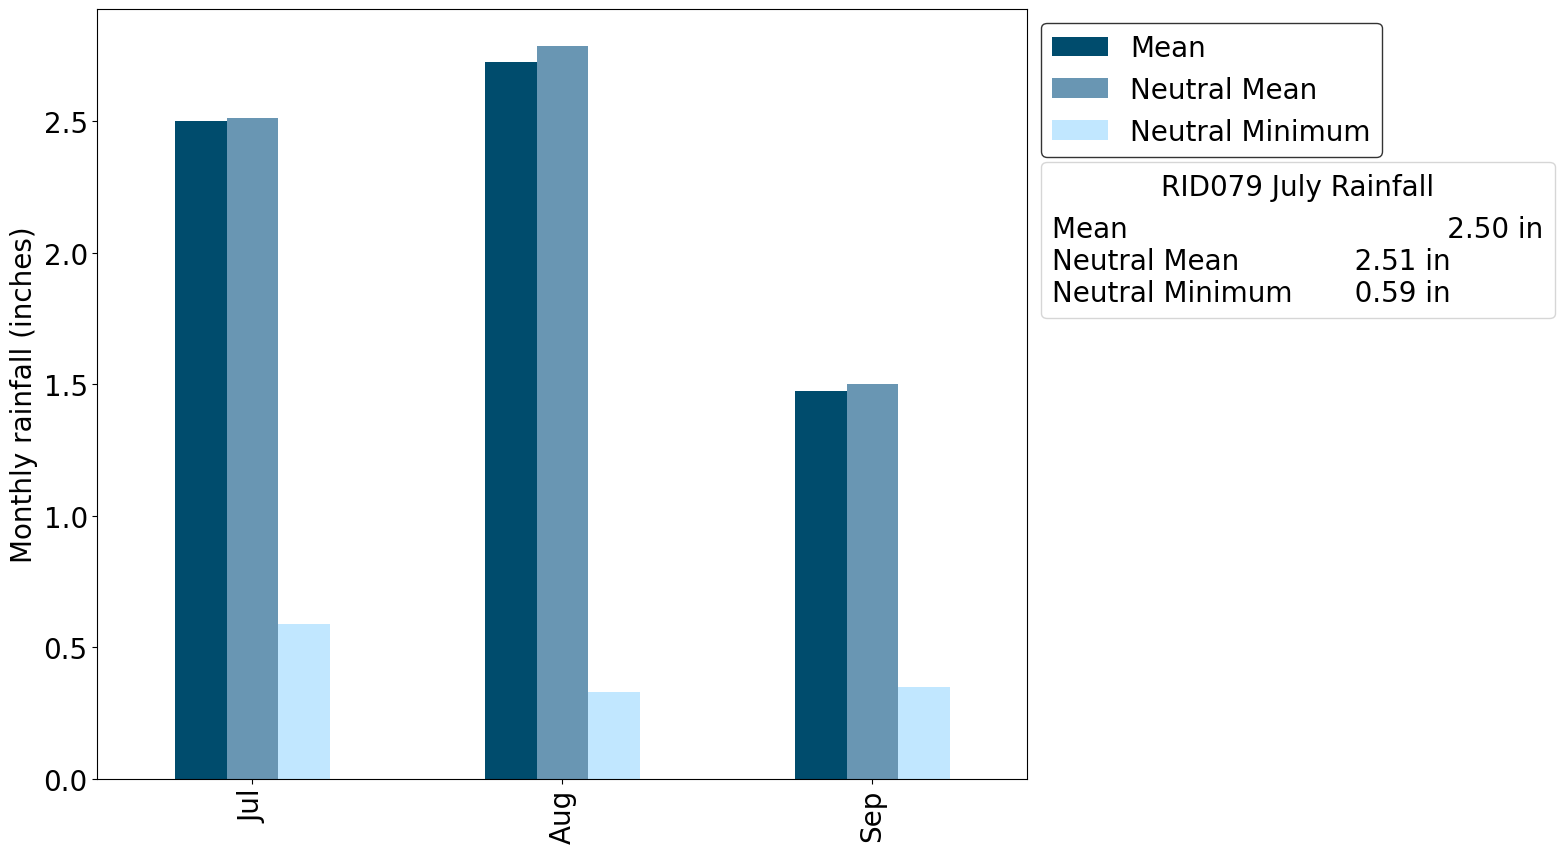 Mean
Neutral Mean
Neutral Minimum
RID079 July Rainfall
Mean 2.50 in
Neutral Mean 2.51 in
Neutral Minimum 0.59 in
Monthly rainfall (inches)
2.5
2.0
1.5
1.0
0.5
0.0
Jul
Aug
Sep